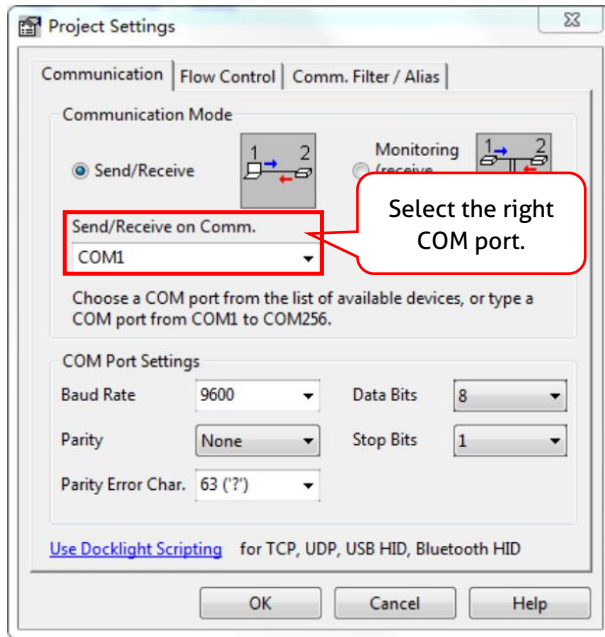 Project Settings
Communication
Flow Control
Comm. Filter / Alias
Communication Mode
Send/Receive
1 2
Monitoring
1 2
Send/Receive on Comm.
COM1
Select the right
COM port.
Choose a COM port from the list of available devices, or type a
COM port from COM1 to COM256.
COM Port Settings
Baud Rate 9600 Data Bits 8
Parity None Stop Bits 1
Parity Error Char. 63 ('?')
Use Docklight Scripting for TCP, UDP, USB HID, Bluetooth HID
OK Cancel Help